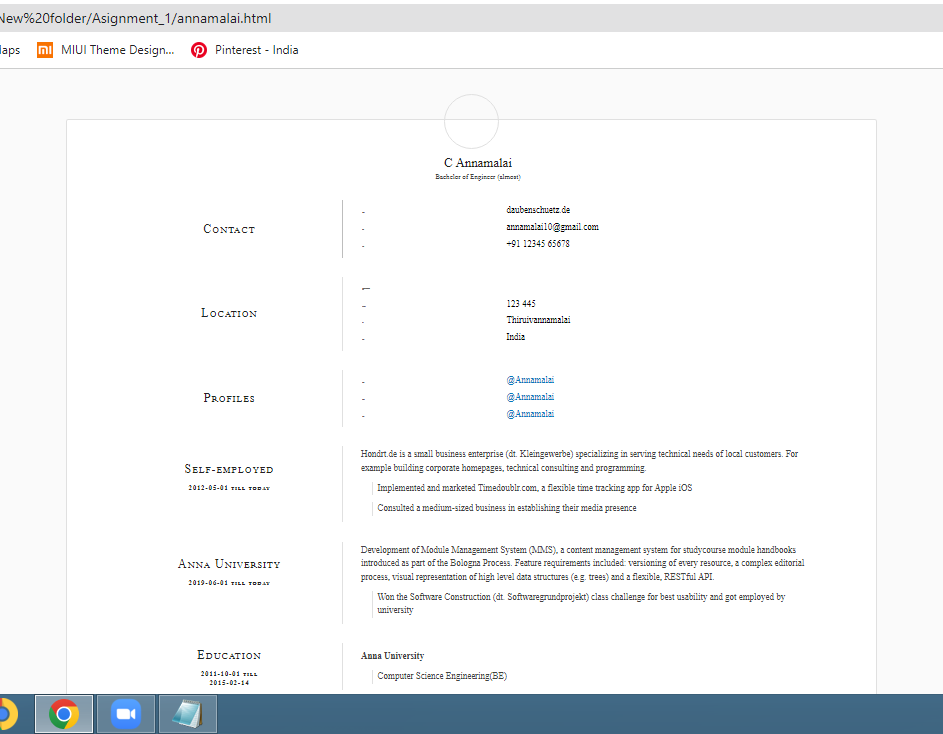 New%20folder/Asignment_1/annamalai.html
MIUI Theme Design... Pinterest - India
C Annamalai
Bachelor of Engineer (almost)
CONTACT
daubenschuetz.de
annamalai10@gmail.com
+91 12345 65678
LOCATION
123 445
Thiruivannamalai
India
PROFILES
@Annamalai
@Annamalai
@Annamalai
SELF-EMPLOYED
2012-05-01 TILL TODAY
Hondrt.de is a small business enterprise (dt. Kleingewerbe) specializing in serving technical needs of local customers. For
example building corporate homepages, technical consulting and programming.
Implemented and marketed Timedoublr.com, a flexible time tracking app for Apple iOS
Consulted a medium-sized business in establishing their media presence
ANNA UNIVERSITY
2019-06-01 TILL TODAY
Development of Module Management System (MMS), a content management system for studycourse module handbooks
introduced as part of the Bologna Process. Feature requirements included: versioning of every resource, a complex editorial
process, visual representation of high level data structures (e.g. trees) and a flexible, RESTful API.
Won the Software Construction (dt. Softwaregrundprojekt) class challenge for best usability and got employed by
university
EDUCATION
2011-10-01 TILL
2015-02-14
Anna University
Computer Science Engineering(BE)